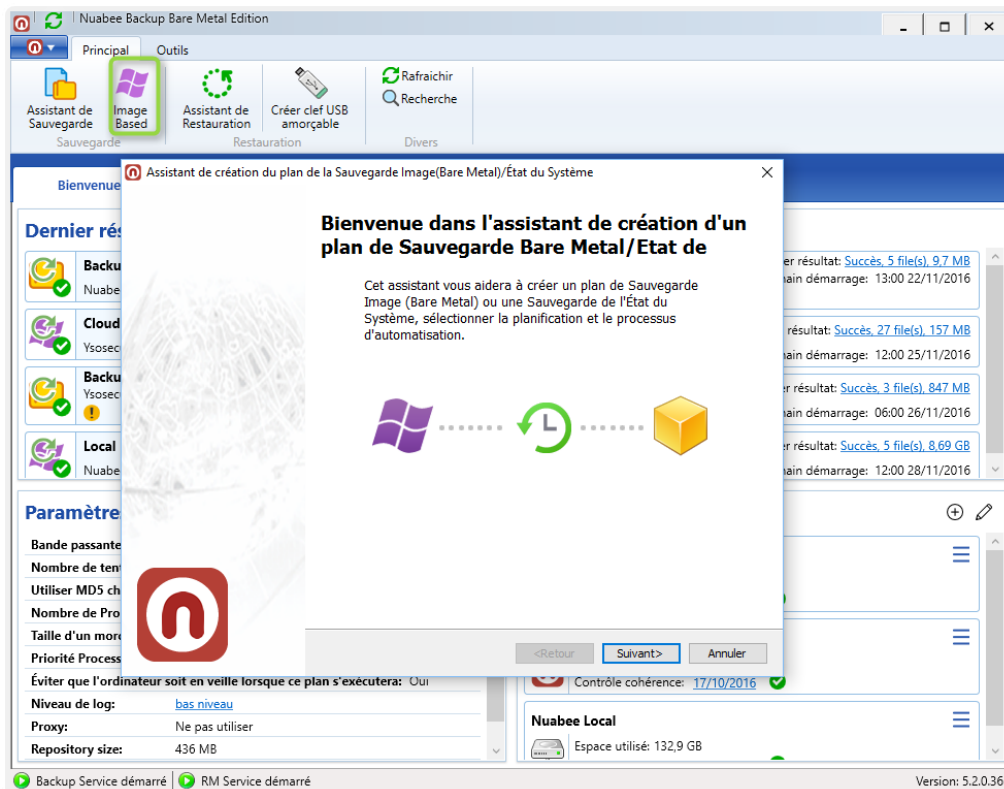 Nuabee Backup Bare Metal Edition
Principal Outils
Assistant de Sauvegarde
Image Based
Assistant de Restauration
Créer clef USB amorçable
Rafraichir
Recherche
Sauvegarde Restauration Divers
Bienvenue
Assistant de création du plan de la Sauvegarde Image(Bare Metal)/État du Système
Bienvenue dans l'assistant de création d'un
plan de Sauvegarde Bare Metal/Etat de
Cet assistant vous aidera à créer un plan de Sauvegarde
Image (Bare Metal) ou une Sauvegarde de l'État du
Système, sélectionner la planification et le processus
d'automatisation.
<Retour Suivant> Annuler
Dernier rés
Backu
Nuabe
er résultat: Succès, 5 file(s), 9,7 MB
ain démarrage: 13:00 22/11/2016
Cloud
Ysosec
résultat: Succès, 27 file(s), 157 MB
ain démarrage: 12:00 25/11/2016
Backu
Ysosec
er résultat: Succès, 3 file(s), 847 MB
ain démarrage: 06:00 26/11/2016
Local
Nuabe
er résultat: Succès, 5 file(s), 8,69 GB
ain démarrage: 12:00 28/11/2016
Paramètre
Bande passante
Nombre de ten
Utiliser MD5 ch
Nombre de Pro
Taille d'un mor
Priorité Process
Éviter que l'ordinateur soit en veille lorsque ce plan s'exécutera: Oui
Niveau de log: bas niveau
Proxy: Ne pas utiliser
Repository size: 436 MB
Contrôle cohérence: 17/10/2016
Nuabee Local
Espace utilisé: 132,9 GB
Backup Service démarré RM Service démarré Version: 5.2.0.36